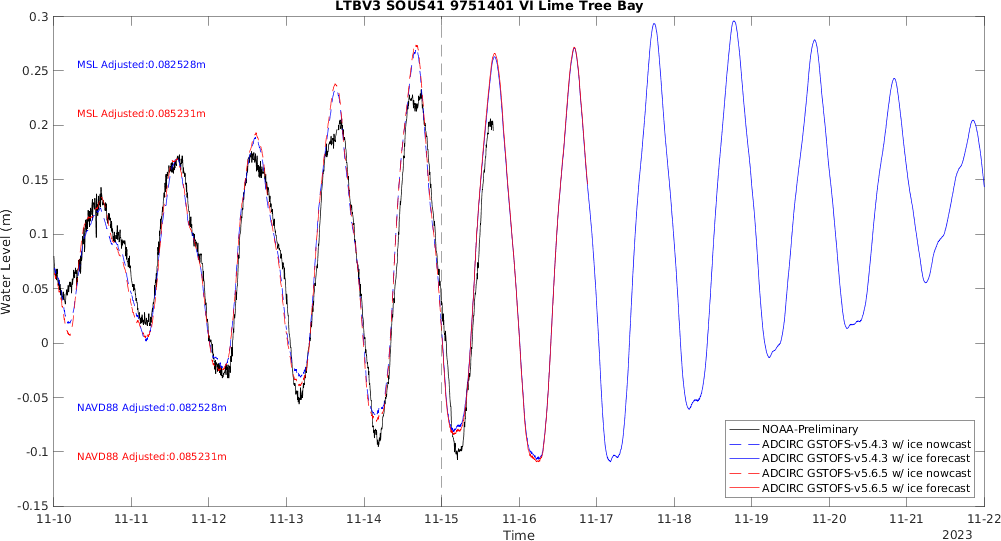 LTBV3 SOUS41 9751401 VI Lime Tree Bay
0.3
0.25
0.2
0.15
0.1
0.05
0
-0.05
-0.1
-0.15
Water Level (m)
MSL Adjusted:0.082528m
MSL Adjusted:0.085231m
NAVD88 Adjusted:0.082528m
NAVD88 Adjusted:0.085231m
NOAA-Preliminary
ADCIRC GSTOFS-v5.4.3 w/ ice nowcast
ADCIRC GSTOFS-v5.4.3 w/ ice forecast
ADCIRC GSTOFS-v5.6.5 w/ ice nowcast
ADCIRC GSTOFS-v5.6.5 w/ ice forecast
11-10 11-11 11-12 11-13 11-14 11-15 11-16 11-17 11-18 11-19 11-20 11-21 11-22
Time
2023